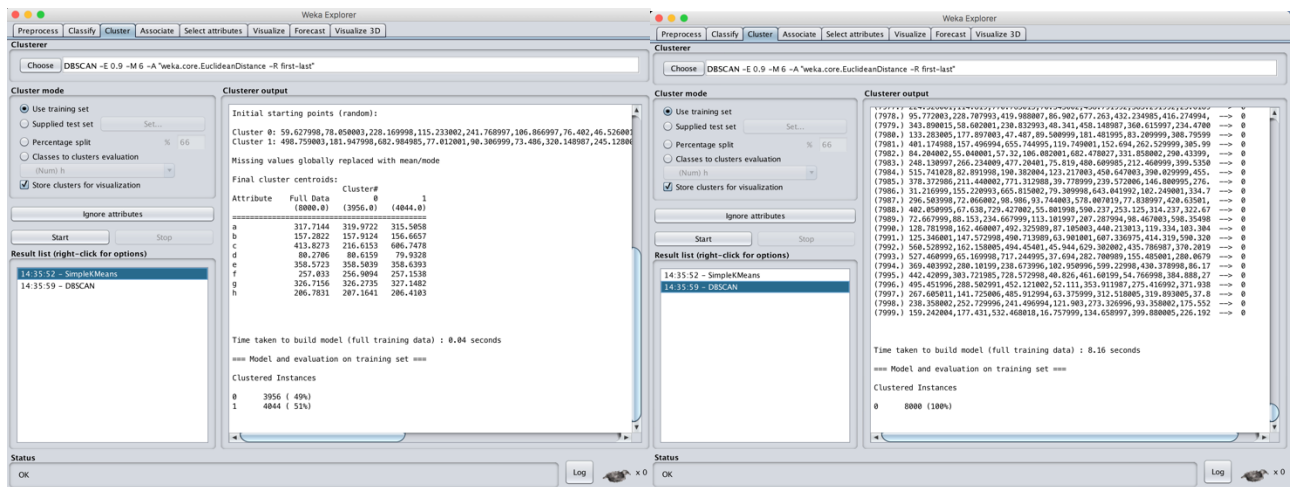 Weka Explorer
Preprocess Classify Cluster Associate Select attributes Visualize Forecast Visualize 3D
Clusterer
Choose DBSCAN -E 0.9 -M 6 -A "weka.core.EuclideanDistance -R first-last"
Cluster mode
Use training set
Supplied test set Set...
Percentage split % 66
Classes to clusters evaluation
(Num) h
Store clusters for visualization
Ignore attributes
Start Stop
Result list (right-click for options)
14:35:52 - SimpleKMeans
14:35:59 - DBSCAN
Clusterer output
Initial starting points (random):
Cluster 0: 59.627998,78.050003,228.169998,115.233002,241.768997,106.866997,76.402,46.526001
Cluster 1: 498.759003,181.947998,682.984985,77.012001,90.306999,73.486,320.148987,245.12800
Missing values globally replaced with mean/mode
Final cluster centroids:
Cluster#
Attribute Full Data 0 1
(8000.0) (3956.0) (4044.0)
==============================================
a 317.7144 319.9722 315.5058
b 157.2822 157.9124 156.6657
c 413.8273 216.6153 606.7478
d 80.2706 80.6159 79.9328
e 358.5723 358.5039 358.6393
f 257.033 256.9094 257.1538
g 326.7156 326.2735 327.1482
h 206.7831 207.1641 206.4103
Time taken to build model (full training data) : 0.04 seconds
=== Model and evaluation on training set ===
Clustered Instances
0 3956 ( 49%)
1 4044 ( 51%)
Status
OK
Log x 0
Weka Explorer
Preprocess Classify Cluster Associate Select attributes Visualize Forecast Visualize 3D
Clusterer
Choose DBSCAN -E 0.9 -M 6 -A "weka.core.EuclideanDistance -R first-last"
Cluster mode
Use training set
Supplied test set Set...
Percentage split % 66
Classes to clusters evaluation
(Num) h
Store clusters for visualization
Ignore attributes
Start Stop
Result list (right-click for options)
14:35:52 - SimpleKMeans
14:35:59 - DBSCAN
Clusterer output
(7978.) 95.772003,228.707993,419.988007,86.902,677.263,432.234985,416.274994, --> 0
(7979.) 343.890015,58.602001,230.832993,48.341,458.148987,360.615997,234.4700 --> 0
(7980.) 133.283005,177.897003,47.487,89.500999,181.481995,83.209999,308.79599 --> 0
(7981.) 401.174988,157.496994,655.744995,119.749001,152.694,262.529999,305.99 --> 0
(7982.) 84.204002,55.040001,57.32,106.082001,682.478027,331.858002,290.43399, --> 0
(7983.) 248.130997,266.234009,477.20401,75.819,480.609985,212.460999,399.5350 --> 0
(7984.) 515.741028,82.891998,190.382004,123.217003,450.647003,390.029999,455. --> 0
(7985.) 378.372986,211.440002,771.312988,39.778999,239.572006,146.800995,276. --> 0
(7986.) 31.216999,155.220993,665.815002,79.309998,643.041992,102.249001,334.7 --> 0
(7987.) 296.503998,72.066002,98.986,93.744003,578.007019,77.838997,420.63501, --> 0
(7988.) 402.050995,67.638,729.427002,55.801998,590.237,253.125,314.237,322.67 --> 0
(7989.) 72.667999,88.153,234.667999,113.101997,207.287994,98.467003,598.35498 --> 0
(7990.) 128.781998,162.460007,492.325989,87.105003,440.213013,119.334,103.304 --> 0
(7991.) 125.346001,147.572998,490.713989,63.901001,607.336975,414.319,590.320 --> 0
(7992.) 560.528992,162.158005,494.45401,45.944,629.302002,435.786987,370.2019 --> 0
(7993.) 527.460999,65.169998,717.244995,37.694,282.700989,155.485001,280.0679 --> 0
(7994.) 369.403992,280.10199,238.673996,102.950996,599.22998,430.378998,86.17 --> 0
(7995.) 442.42099,303.721985,728.572998,40.826,461.60199,54.766998,384.888,27 --> 0
(7996.) 495.451996,288.502991,452.121002,52.111,353.911987,275.416992,371.938 --> 0
(7997.) 267.605011,141.725006,485.912994,63.375999,312.518005,319.893005,37.8 --> 0
(7998.) 238.358002,252.729996,241.496994,121.903,273.326996,93.358002,175.552 --> 0
(7999.) 159.242004,177.431,532.468018,16.757999,134.658997,399.880005,226.192 --> 0
Time taken to build model (full training data) : 8.16 seconds
=== Model and evaluation on training set ===
Clustered Instances
0 8000 (100%)
Status
OK
Log x 0